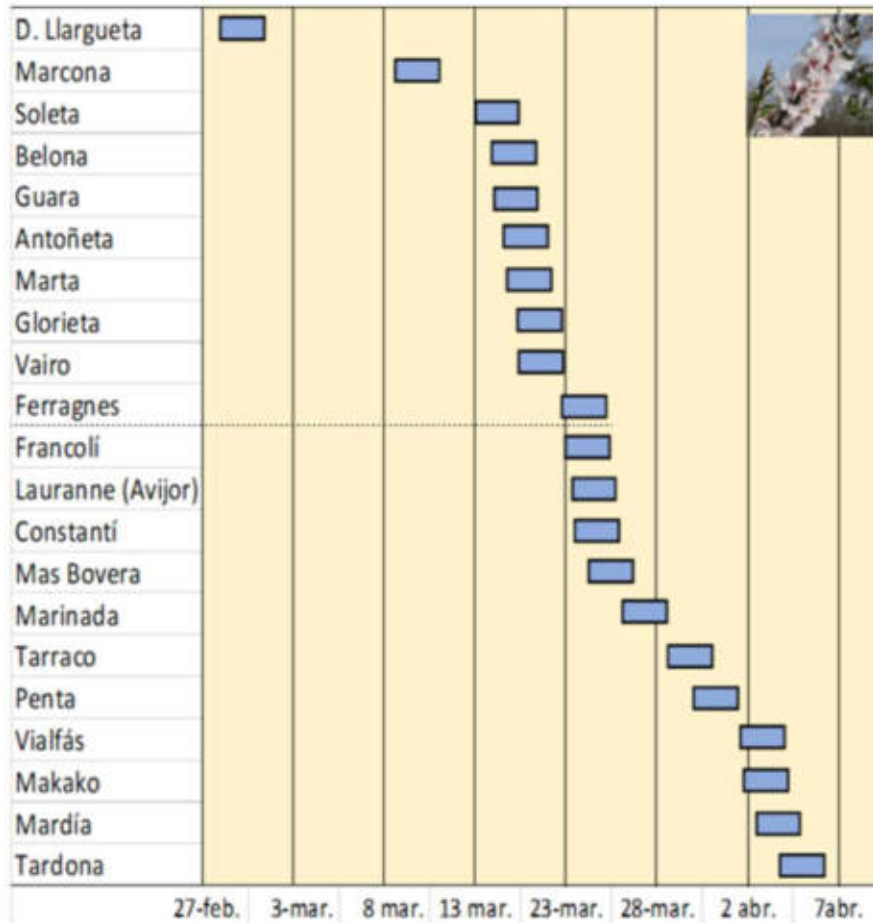 D. Llargueta
Marcona
Soleta
Belona
Guara
Antoñeta
Marta
Glorieta
Vairo
Ferragnes
Francolí
Lauranne (Avijor)
Constantí
Mas Bovera
Marinada
Tarraco
Penta
Vialfás
Makako
Mardía
Tardona
27-feb. 3-mar. 8 mar. 13 mar. 23-mar. 28-mar. 2 abr. 7abr.